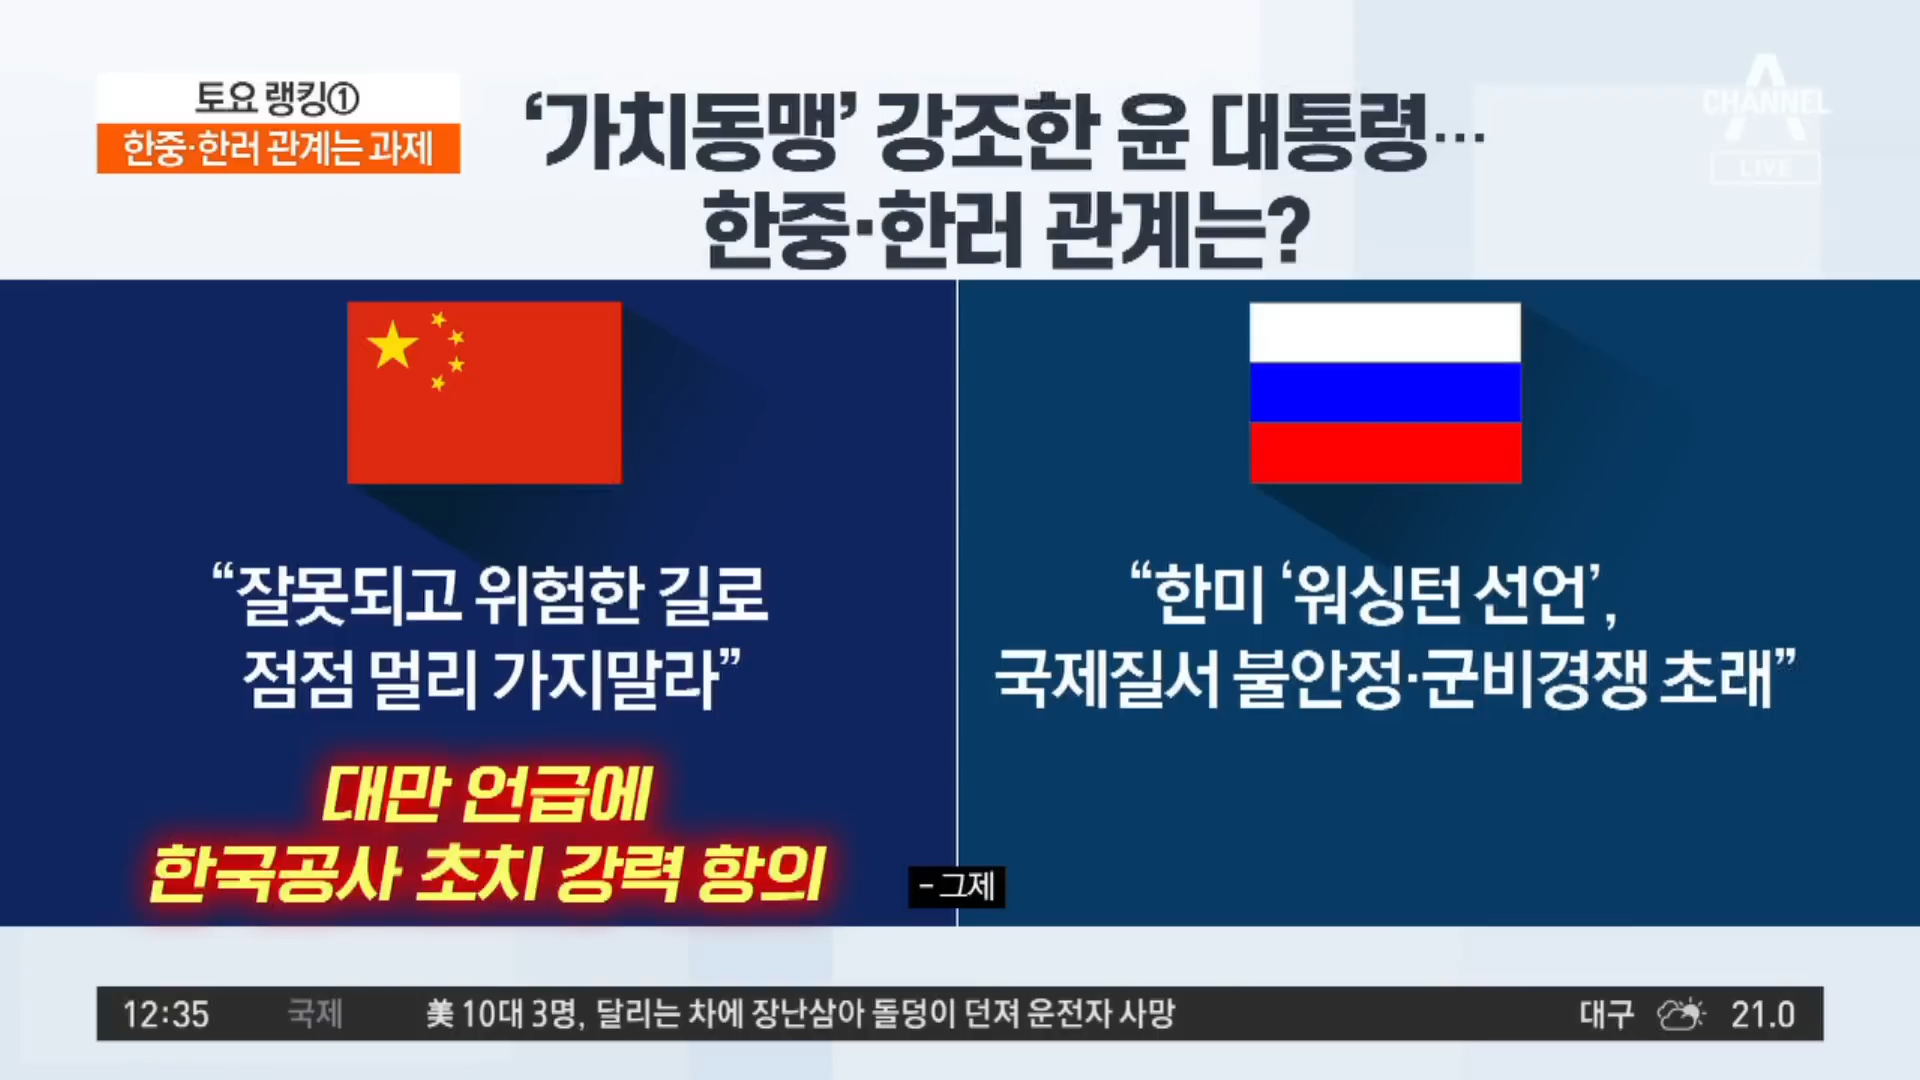 토요 랭킹①
한중·한러 관계는 과제
‘가치동맹’ 강조한 윤 대통령…
한중·한러 관계는?
CHANNEL A
LIVE
“잘못되고 위험한 길로
점점 멀리 가지말라”
대만 언급에
한국공사 초치 강력 항의
“한미 ‘워싱턴 선언’,
국제질서 불안정·군비경쟁 초래”
- 그제
12:35 국제 美 10대 3명, 달리는 차에 장난삼아 돌덩이 던져 운전자 사망 대구 21.0